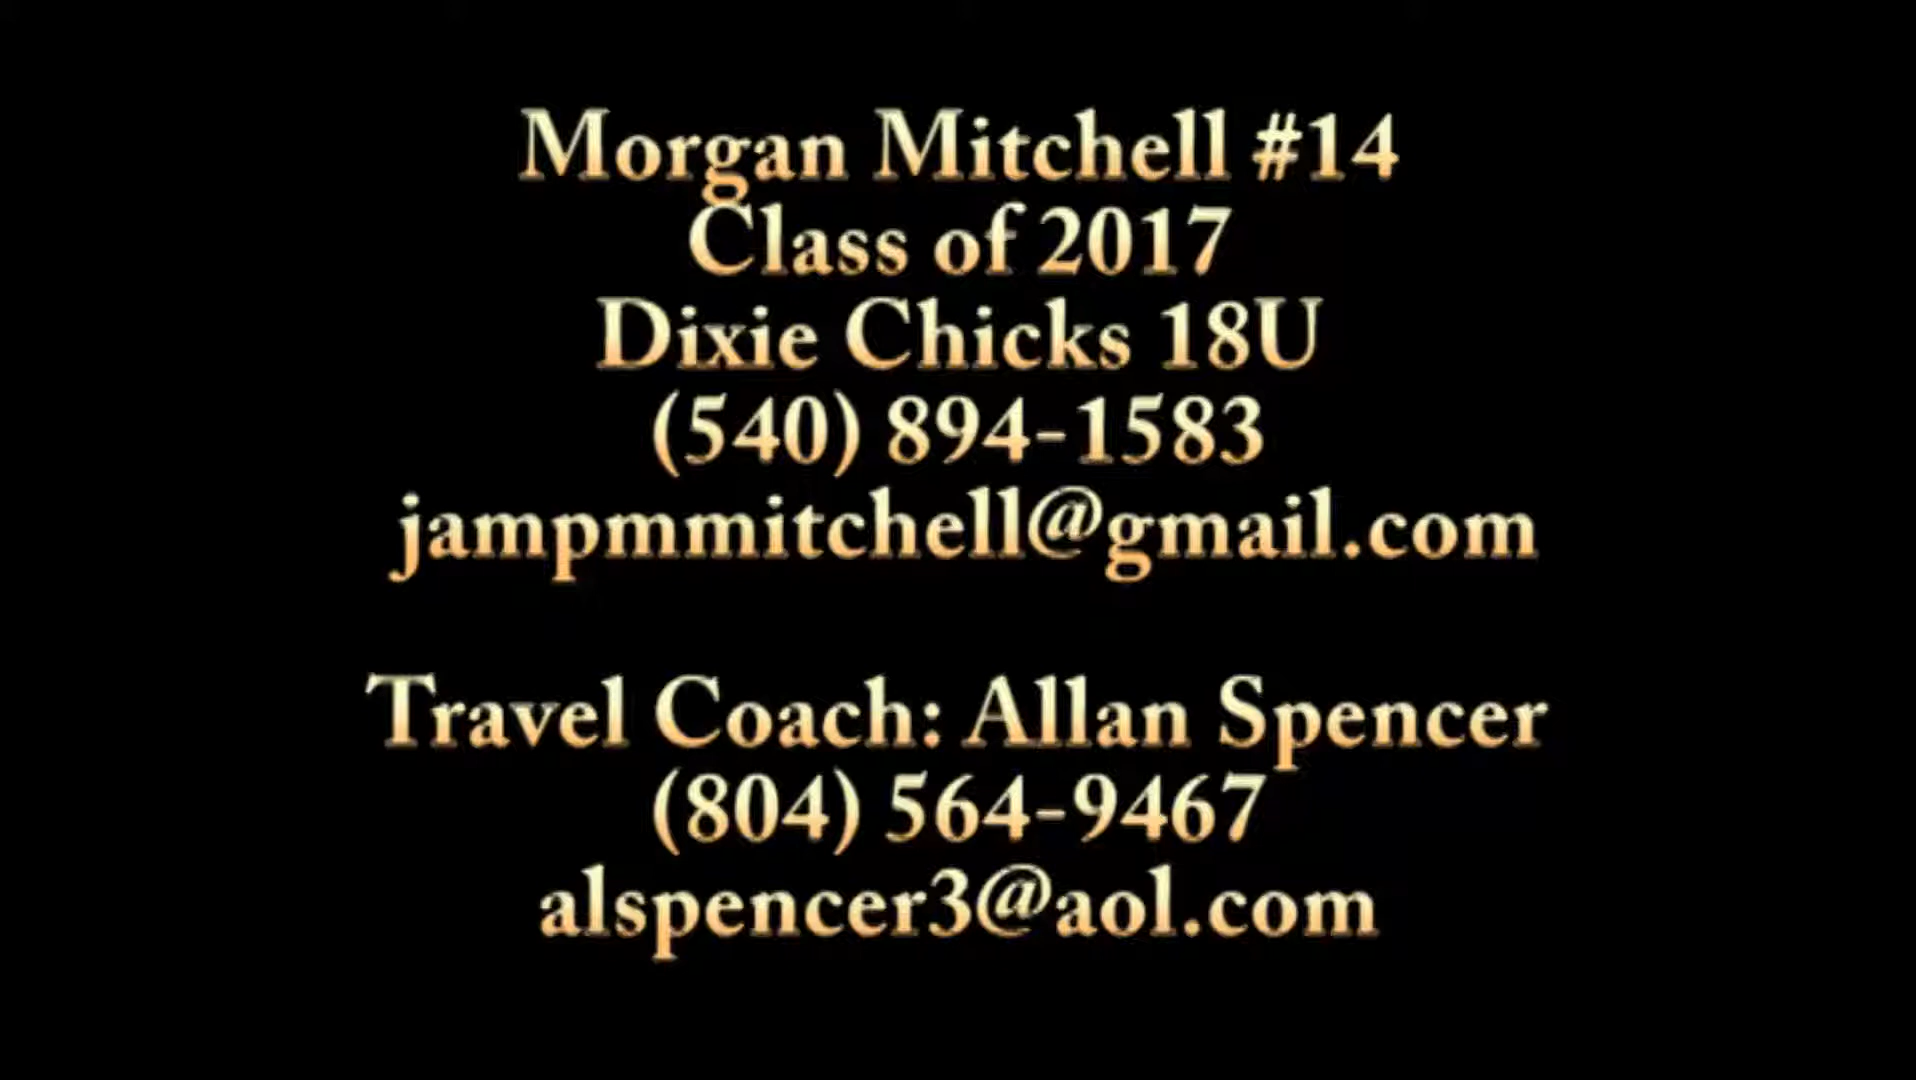 Morgan Mitchell #14
Class of 2017
Dixie Chicks 18U
(540) 894-1583
jampmmitchell@gmail.com
Travel Coach: Allan Spencer
(804) 564-9467
alspencer3@aol.com